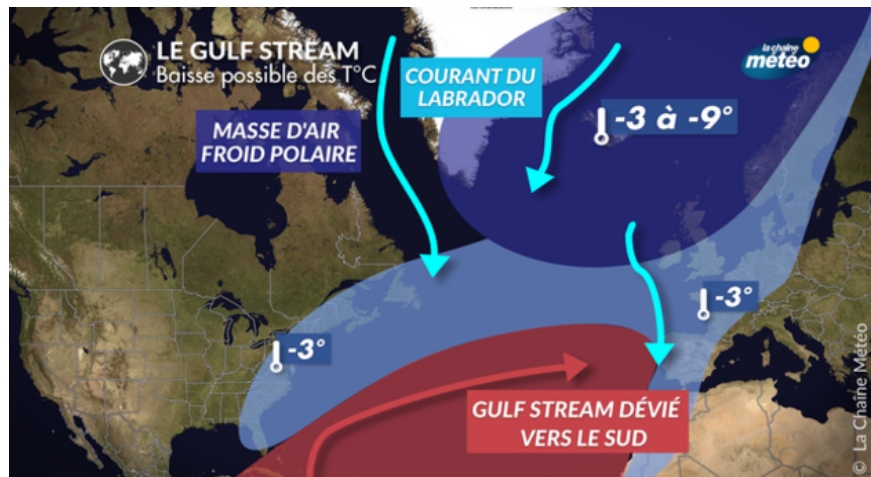 LE GULF STREAM
Baisse possible des T°C
la chaîne
météo
COURANT DU
LABRADOR
MASSE D'AIR
FROID POLAIRE
-3 à -9°
-3°
-3°
GULF STREAM DÉVIÉ
VERS LE SUD
© La Chaîne Météo